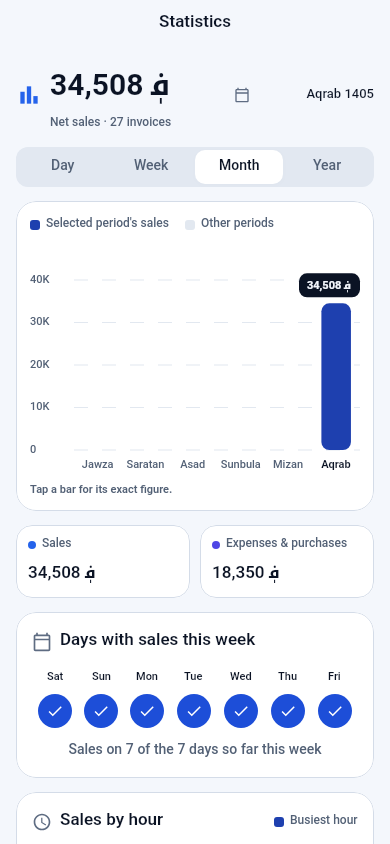 Statistics
34,508 ؋
Aqrab 1405
Net sales · 27 invoices
Day Week Month Year
Selected period's sales Other periods
34,508 ؋
40K
30K
20K
10K
0
Jawza Saratan Asad Sunbula Mizan Aqrab
Tap a bar for its exact figure.
Sales
34,508 ؋
Expenses & purchases
18,350 ؋
Days with sales this week
Sat Sun Mon Tue Wed Thu Fri
Sales on 7 of the 7 days so far this week
Sales by hour
Busiest hour